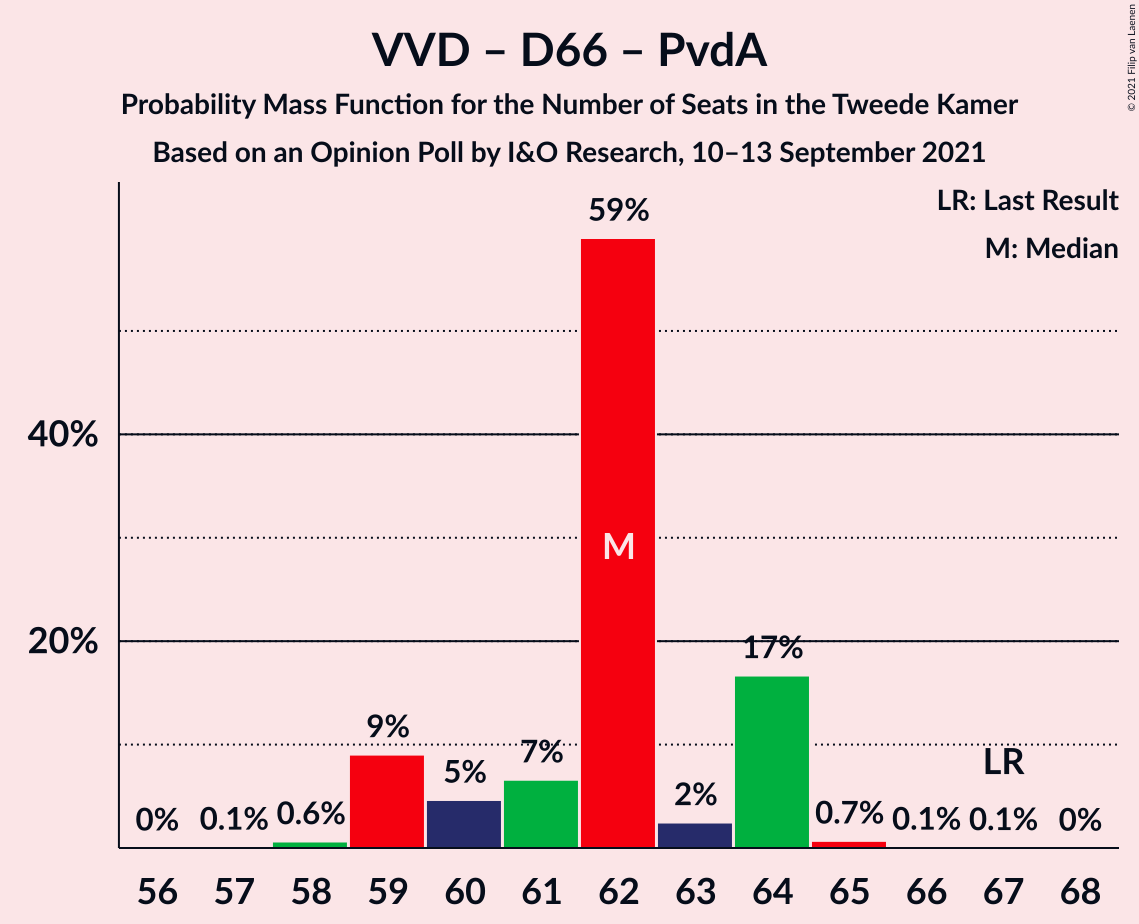 VVD – D66 – PvdA
Probability Mass Function for the Number of Seats in the Tweede Kamer
Based on an Opinion Poll by I&O Research, 10–13 September 2021
© 2021 Filip van Laenen
LR: Last Result
M: Median
59%
40%
M
20%
17%
9%
7%
5%
LR
2%
0% 0.1% 0.6% 0.7% 0.1% 0.1% 0%
56 57 58 59 60 61 62 63 64 65 66 67 68